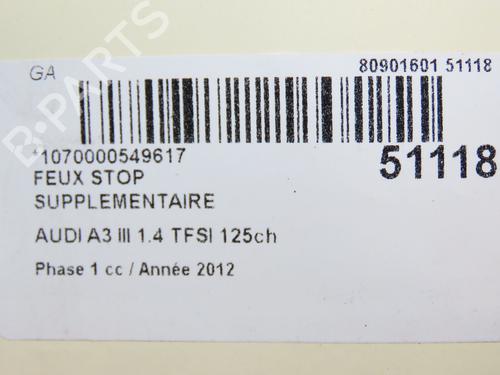 GA
80901601 51118
*1070000549617
51118
FEUX STOP
SUPPLEMENTAIRE
AUDI A3 III 1.4 TFSI 125ch
Phase 1 cc / Année 2012
B-PARTS